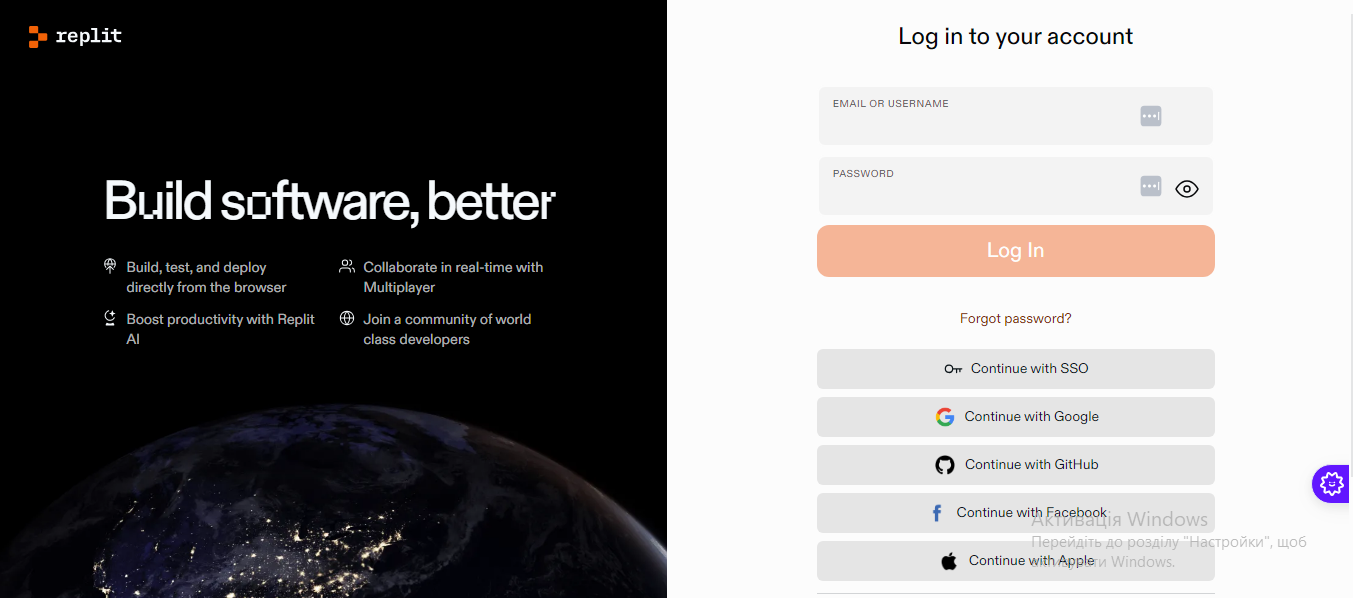 replit
Build software, better
Build, test, and deploy
directly from the browser
Collaborate in real-time with
Multiplayer
Boost productivity with Replit
AI
Join a community of world
class developers
Log in to your account
EMAIL OR USERNAME
PASSWORD
Log In
Forgot password?
Continue with SSO
Continue with Google
Continue with GitHub
Continue with Facebook
Continue with Apple
Активація Windows
Перейдіть до розділу "Настройки", щоб
активувати Windows.